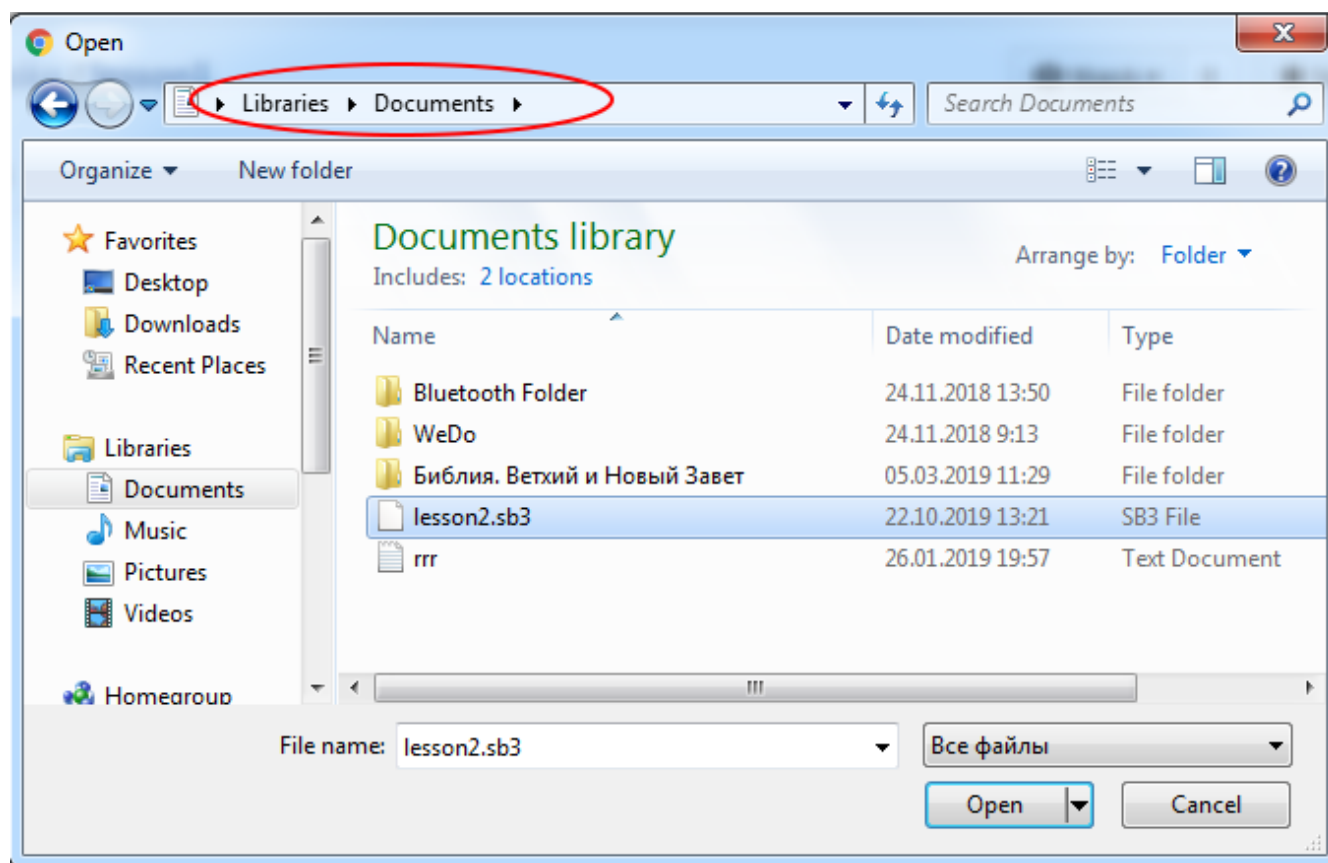 Open
Libraries Documents
Search Documents
Organize New folder
Favorites
Desktop
Downloads
Recent Places
Libraries
Documents
Music
Pictures
Videos
Homegroup
Documents library
Includes: 2 locations
Arrange by: Folder
Name Date modified Type
Bluetooth Folder 24.11.2018 13:50 File folder
WeDo 24.11.2018 9:13 File folder
Библия. Ветхий и Новый Завет 05.03.2019 11:29 File folder
lesson2.sb3 22.10.2019 13:21 SB3 File
rrr 26.01.2019 19:57 Text Document
File name: lesson2.sb3 Все файлы
Open Cancel